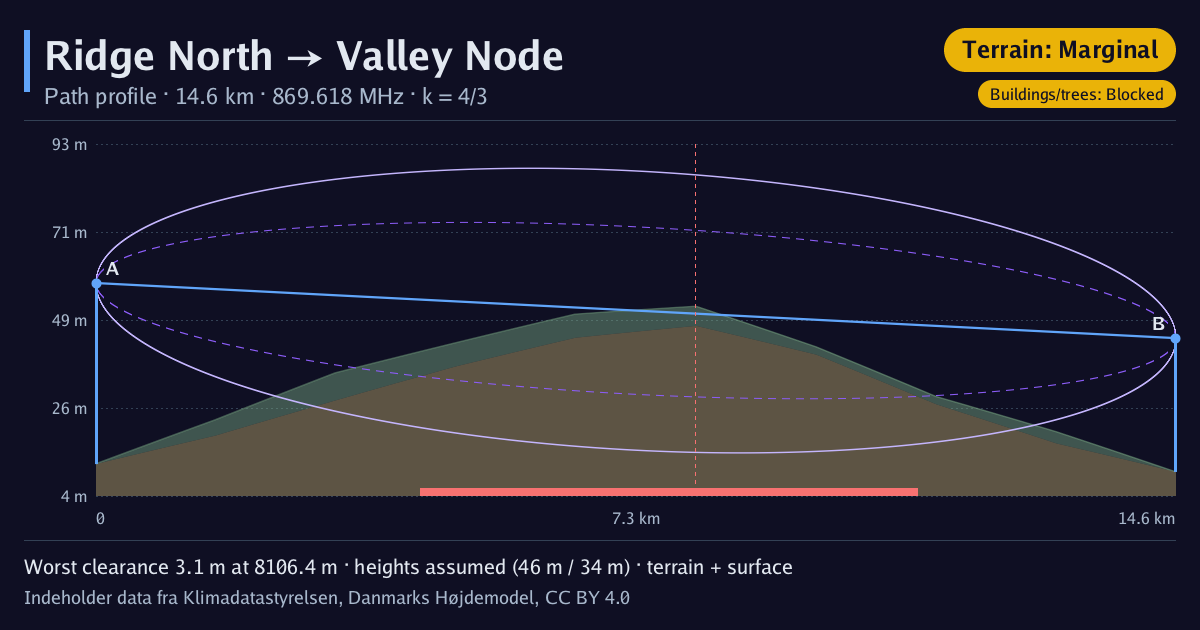 Ridge North → Valley Node
Terrain: Marginal
Path profile · 14.6 km · 869.618 MHz · k = 4/3
Buildings/trees: Blocked
93 m
71 m
49 m
26 m
4 m
A
B
0
7.3 km
14.6 km
Worst clearance 3.1 m at 8106.4 m · heights assumed (46 m / 34 m) · terrain + surface
Indeholder data fra Klimadatastyrelsen, Danmarks Højdemodel, CC BY 4.0